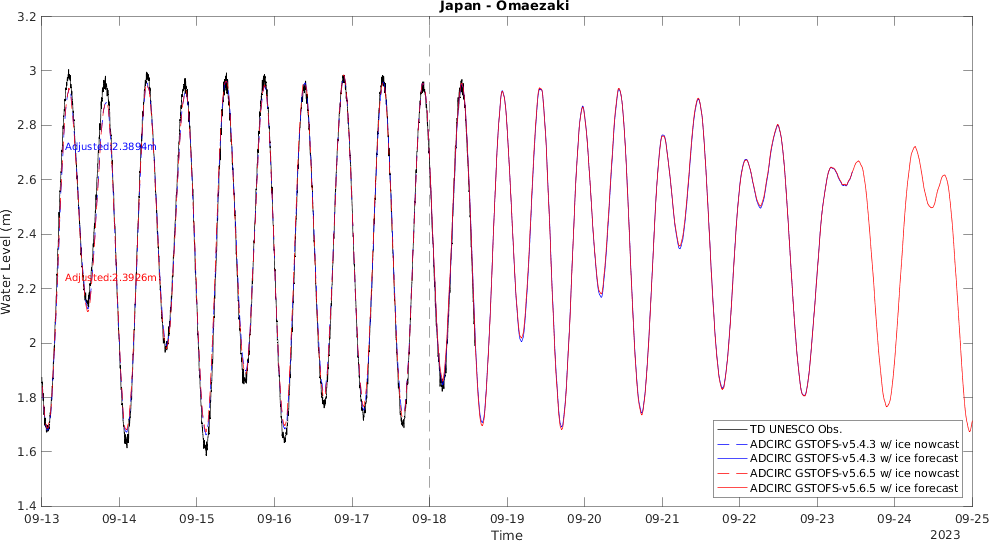 Japan - Omaezaki
3.2
3
2.8
2.6
2.4
2.2
2
1.8
1.6
1.4
Water Level (m)
Adjusted:2.3894m
Adjusted:2.3926m
TD UNESCO Obs.
ADCIRC GSTOFS-v5.4.3 w/ ice nowcast
ADCIRC GSTOFS-v5.4.3 w/ ice forecast
ADCIRC GSTOFS-v5.6.5 w/ ice nowcast
ADCIRC GSTOFS-v5.6.5 w/ ice forecast
09-13 09-14 09-15 09-16 09-17 09-18 09-19 09-20 09-21 09-22 09-23 09-24 09-25
Time
2023